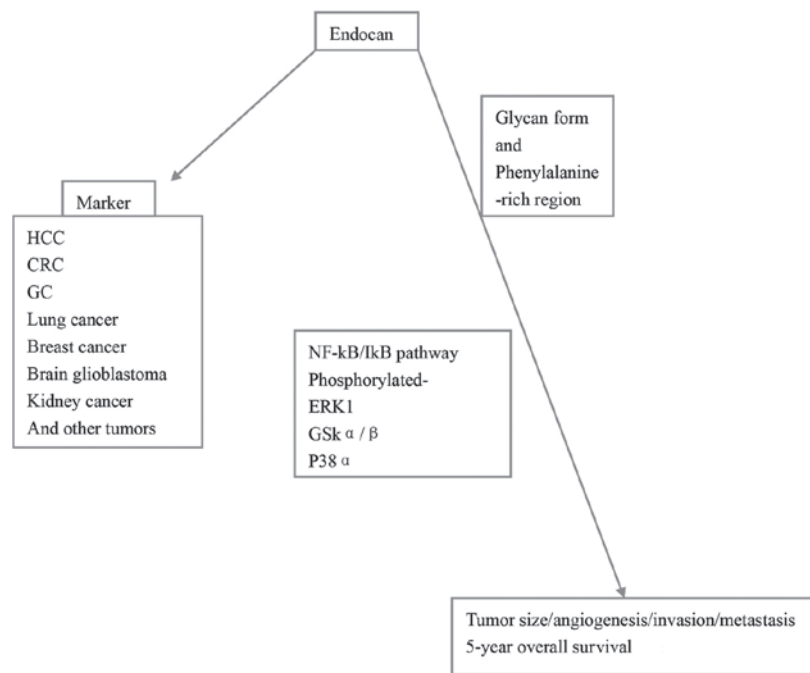 Endocan
Glycan form
and
Phenylalanine
-rich region
Marker
HCC
CRC
GC
Lung cancer
Breast cancer
Brain glioblastoma
Kidney cancer
And other tumors
NF-kB/IkB pathway
Phosphorylated-
ERK1
GSk α / β
P38 α
Tumor size/angiogenesis/invasion/metastasis
5-year overall survival